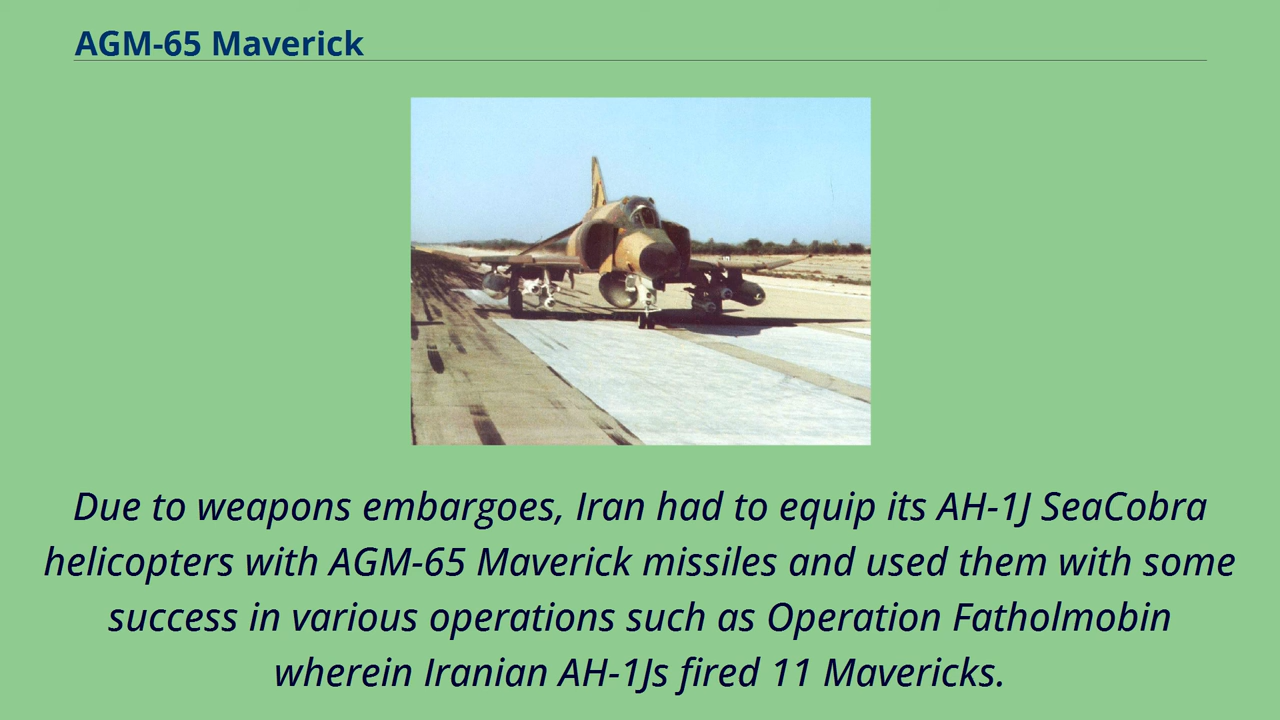 AGM-65 Maverick
Due to weapons embargoes, Iran had to equip its AH-1J SeaCobra
helicopters with AGM-65 Maverick missiles and used them with some
success in various operations such as Operation Fatholmobin
wherein Iranian AH-1Js fired 11 Mavericks.